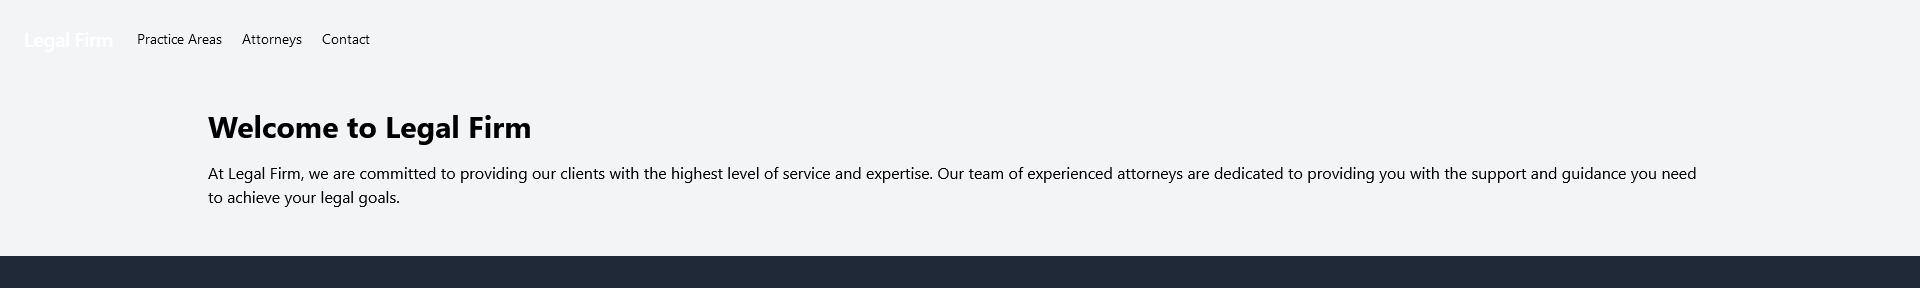 Legal Firm Practice Areas Attorneys Contact
Welcome to Legal Firm
At Legal Firm, we are committed to providing our clients with the highest level of service and expertise. Our team of experienced attorneys are dedicated to providing you with the support and guidance you need
to achieve your legal goals.